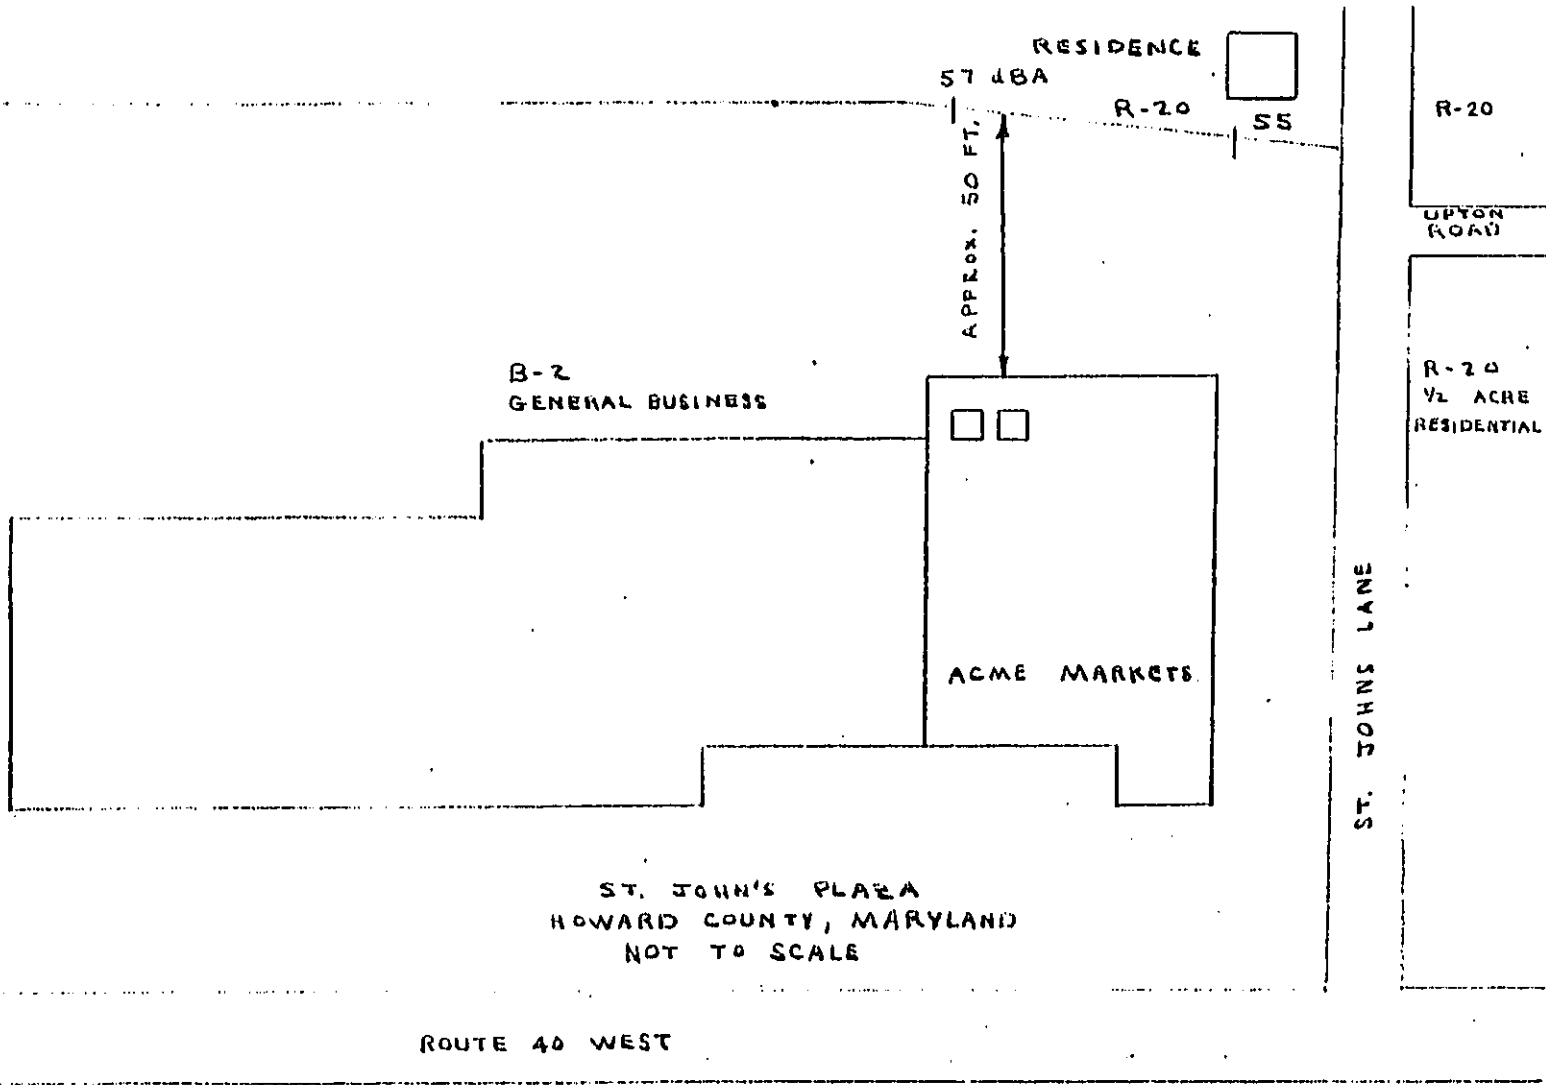 RESIDENCE
57 dBA
R-20
55
R-20
APPROX. 50 FT.
UPTON
ROAD
B-2
GENERAL BUSINESS
R-20
1/2 ACRE
RESIDENTIAL
ACME MARKETS
ST. JOHNS LANE
ST. JOHN'S PLAZA
HOWARD COUNTY, MARYLAND
NOT TO SCALE
ROUTE 40 WEST